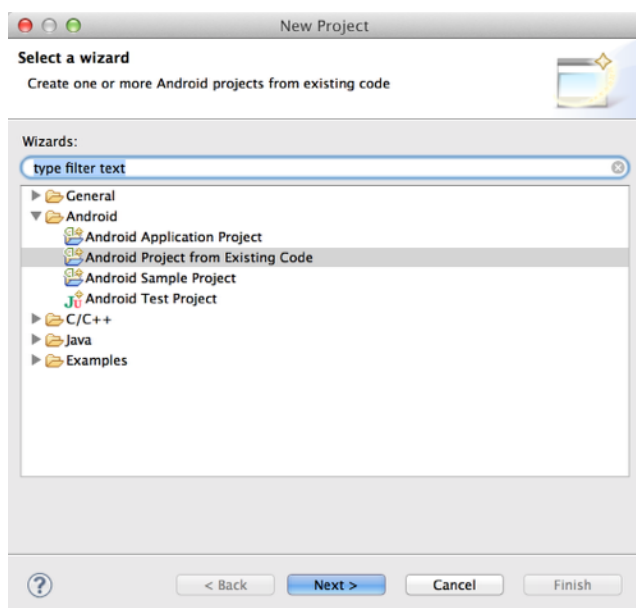 New Project
Select a wizard
Create one or more Android projects from existing code
Wizards:
type filter text
General
Android
Android Application Project
Android Project from Existing Code
Android Sample Project
Android Test Project
C/C++
Java
Examples
? < Back Next > Cancel Finish